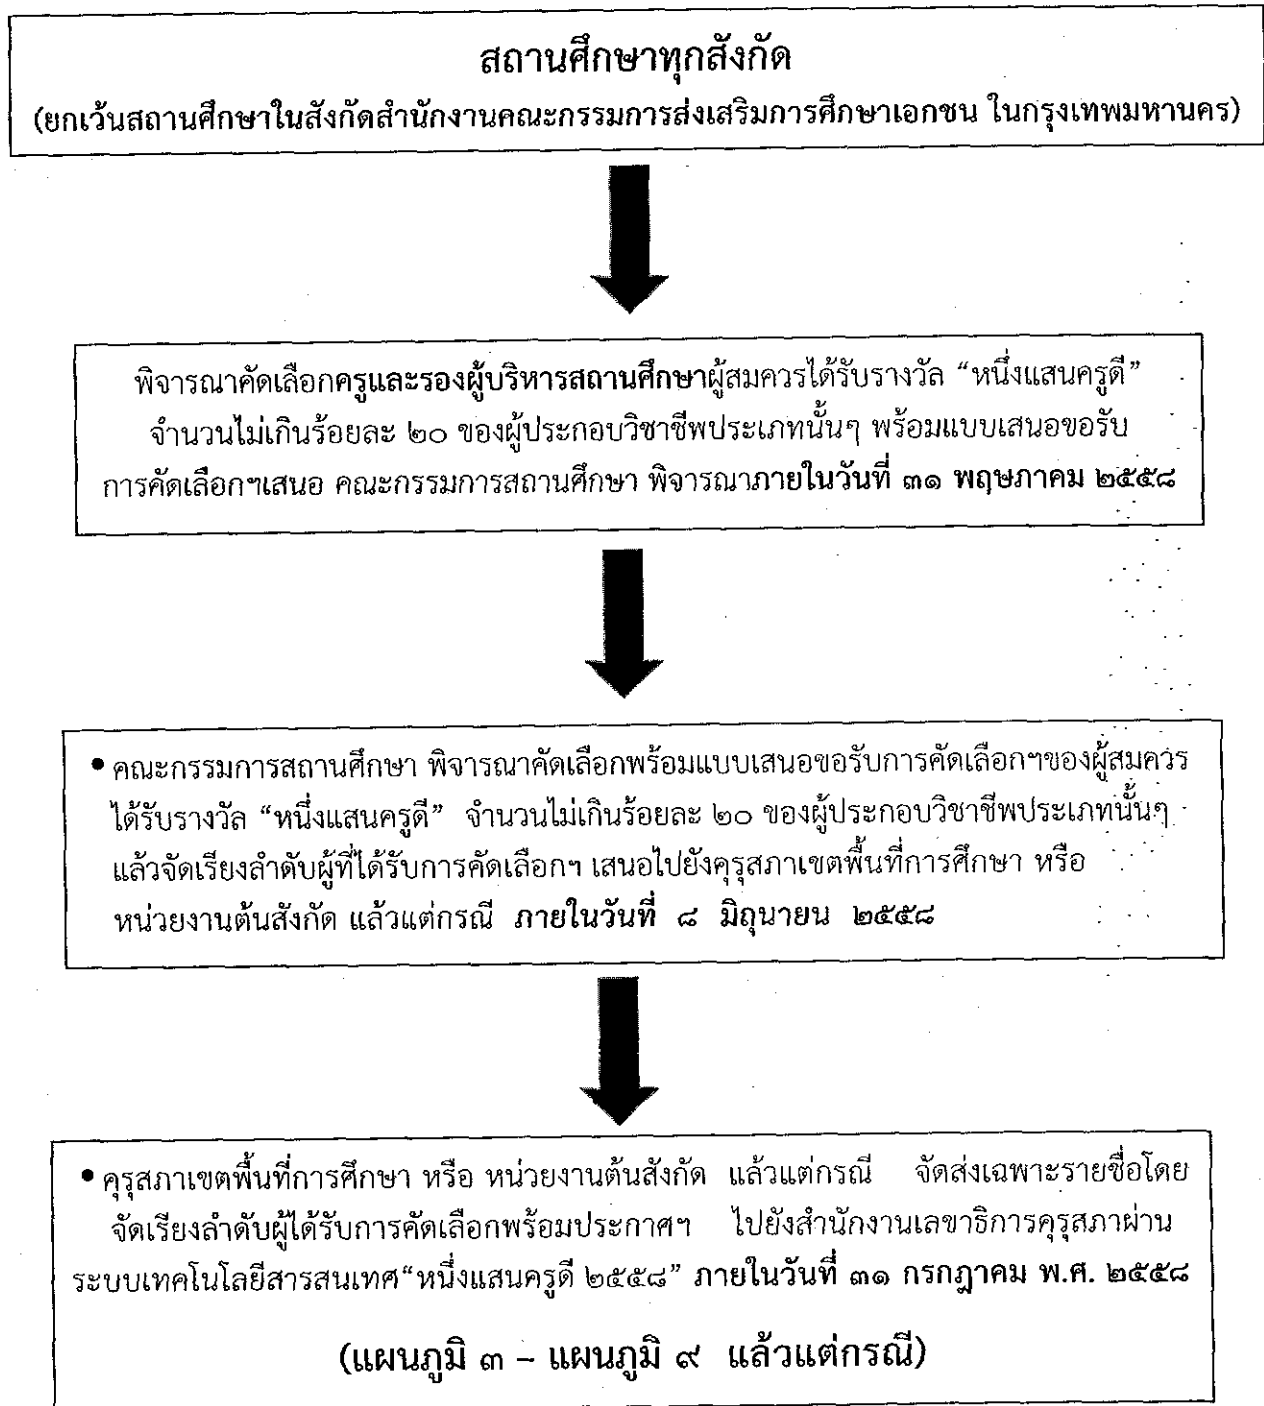 สถานศึกษาทุกสังกัด
(ยกเว้นสถานศึกษาในสังกัดสำนักงานคณะกรรมการส่งเสริมการศึกษาเอกชน ในกรุงเทพมหานคร)
พิจารณาคัดเลือกครูและรองผู้บริหารสถานศึกษาผู้สมควรได้รับรางวัล “หนึ่งแสนครูดี”
จำนวนไม่เกินร้อยละ ๒๐ ของผู้ประกอบวิชาชีพประเภทนั้นๆ พร้อมแบบเสนอขอรับ
การคัดเลือกฯเสนอ คณะกรรมการสถานศึกษา พิจารณาภายในวันที่ ๓๑ พฤษภาคม ๒๕๕๘
• คณะกรรมการสถานศึกษา พิจารณาคัดเลือกพร้อมแบบเสนอขอรับการคัดเลือกฯของผู้สมควร
ได้รับรางวัล “หนึ่งแสนครูดี” จำนวนไม่เกินร้อยละ ๒๐ ของผู้ประกอบวิชาชีพประเภทนั้นๆ
แล้วจัดเรียงลำดับผู้ที่ได้รับการคัดเลือกฯ เสนอไปยังคุรุสภาเขตพื้นที่การศึกษา หรือ
หน่วยงานต้นสังกัด แล้วแต่กรณี ภายในวันที่ ๘ มิถุนายน ๒๕๕๘
• คุรุสภาเขตพื้นที่การศึกษา หรือ หน่วยงานต้นสังกัด แล้วแต่กรณี จัดส่งเฉพาะรายชื่อโดย
จัดเรียงลำดับผู้ได้รับการคัดเลือกพร้อมประกาศฯ ไปยังสำนักงานเลขาธิการคุรุสภาผ่าน
ระบบเทคโนโลยีสารสนเทศ“หนึ่งแสนครูดี ๒๕๕๘” ภายในวันที่ ๓๑ กรกฎาคม พ.ศ. ๒๕๕๘
(แผนภูมิ ๓ – แผนภูมิ ๙ แล้วแต่กรณี)